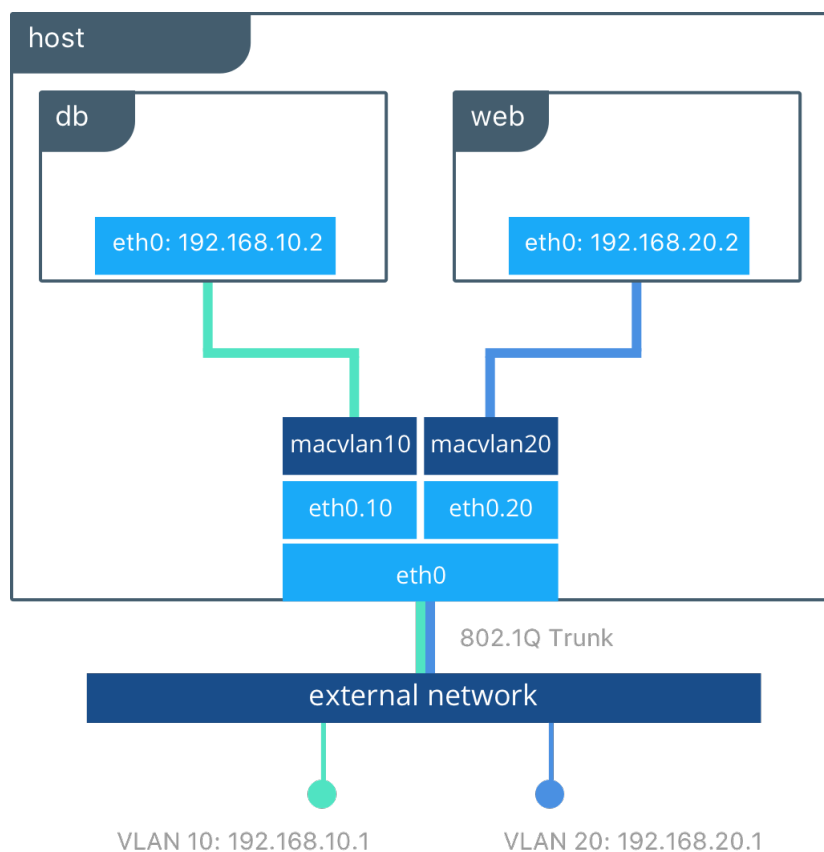 host
db
web
eth0: 192.168.10.2
eth0: 192.168.20.2
macvlan10
macvlan20
eth0.10
eth0.20
eth0
802.1Q Trunk
external network
VLAN 10: 192.168.10.1
VLAN 20: 192.168.20.1